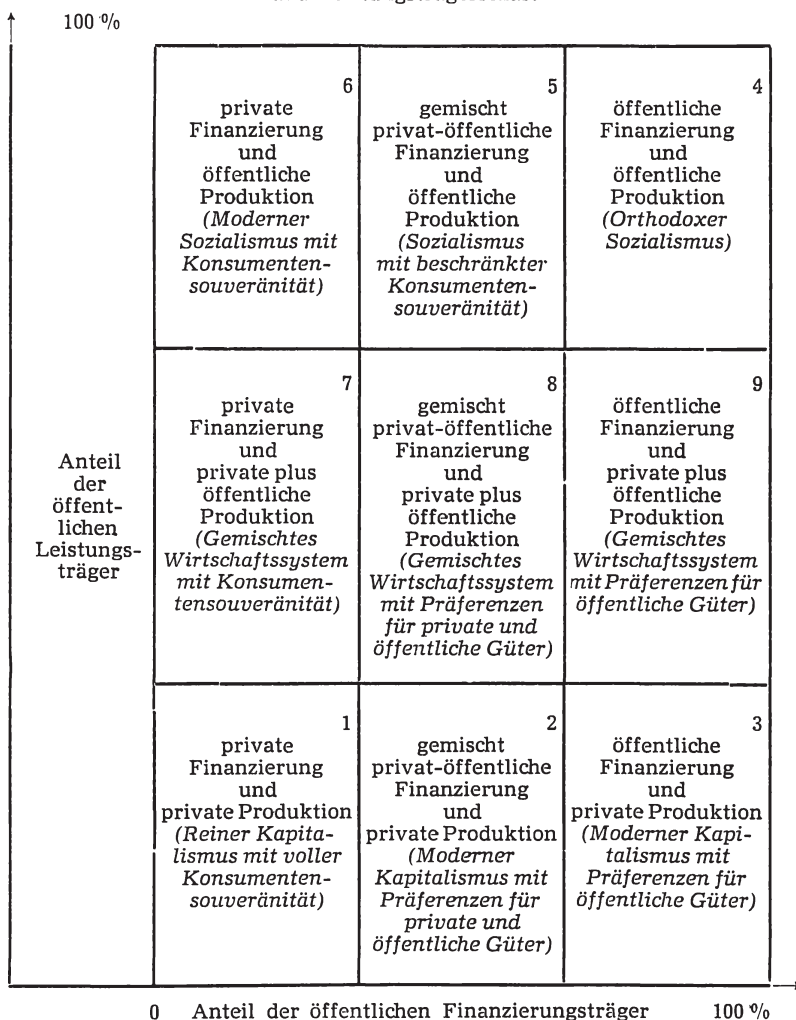 100 %
6
private
Finanzierung
und
öffentliche
Produktion
(Moderner
Sozialismus mit
Konsumenten-
souveränität)
5
gemischt
privat-öffentliche
Finanzierung
und
öffentliche
Produktion
(Sozialismus
mit beschränkter
Konsumenten-
souveränität)
4
öffentliche
Finanzierung
und
öffentliche
Produktion
(Orthodoxer
Sozialismus)
Anteil
der
öffent-
lichen
Leistungs-
träger
7
private
Finanzierung
und
private plus
öffentliche
Produktion
(Gemischtes
Wirtschaftssystem
mit Konsumen-
tensouveränität)
8
gemischt
privat-öffentliche
Finanzierung
und
private plus
öffentliche
Produktion
(Gemischtes
Wirtschaftssystem
mit Präferenzen
für private und
öffentliche Güter)
9
öffentliche
Finanzierung
und
private plus
öffentliche
Produktion
(Gemischtes
Wirtschaftssystem
mit Präferenzen für
öffentliche Güter)
1
private
Finanzierung
und
private Produktion
(Reiner Kapita-
lismus mit voller
Konsumenten-
souveränität)
2
gemischt
privat-öffentliche
Finanzierung
und
private Produktion
(Moderner
Kapitalismus mit
Präferenzen für
private und
öffentliche Güter)
3
öffentliche
Finanzierung
und
private Produktion
(Moderner Kapi-
talismus mit
Präferenzen für
öffentliche Güter)
0 Anteil der öffentlichen Finanzierungsträger 100 %